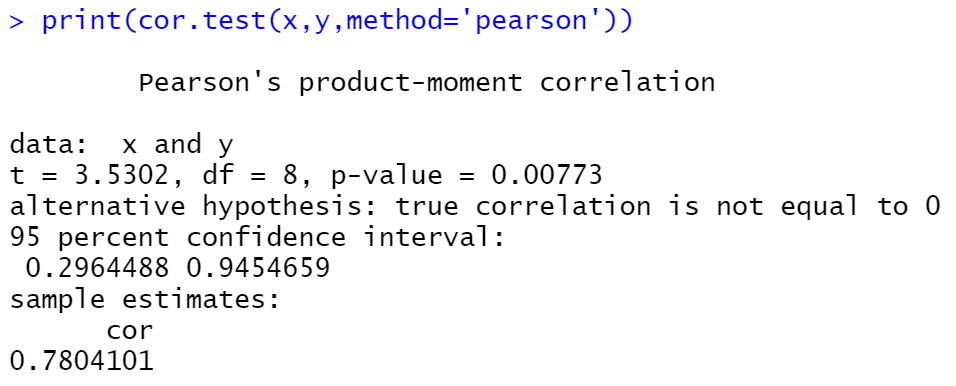 > print(cor.test(x,y,method='pearson'))
Pearson's product-moment correlation
data:  x and y
t = 3.5302, df = 8, p-value = 0.00773
alternative hypothesis: true correlation is not equal to 0
95 percent confidence interval:
 0.2964488 0.9454659
sample estimates:
      cor
0.7804101